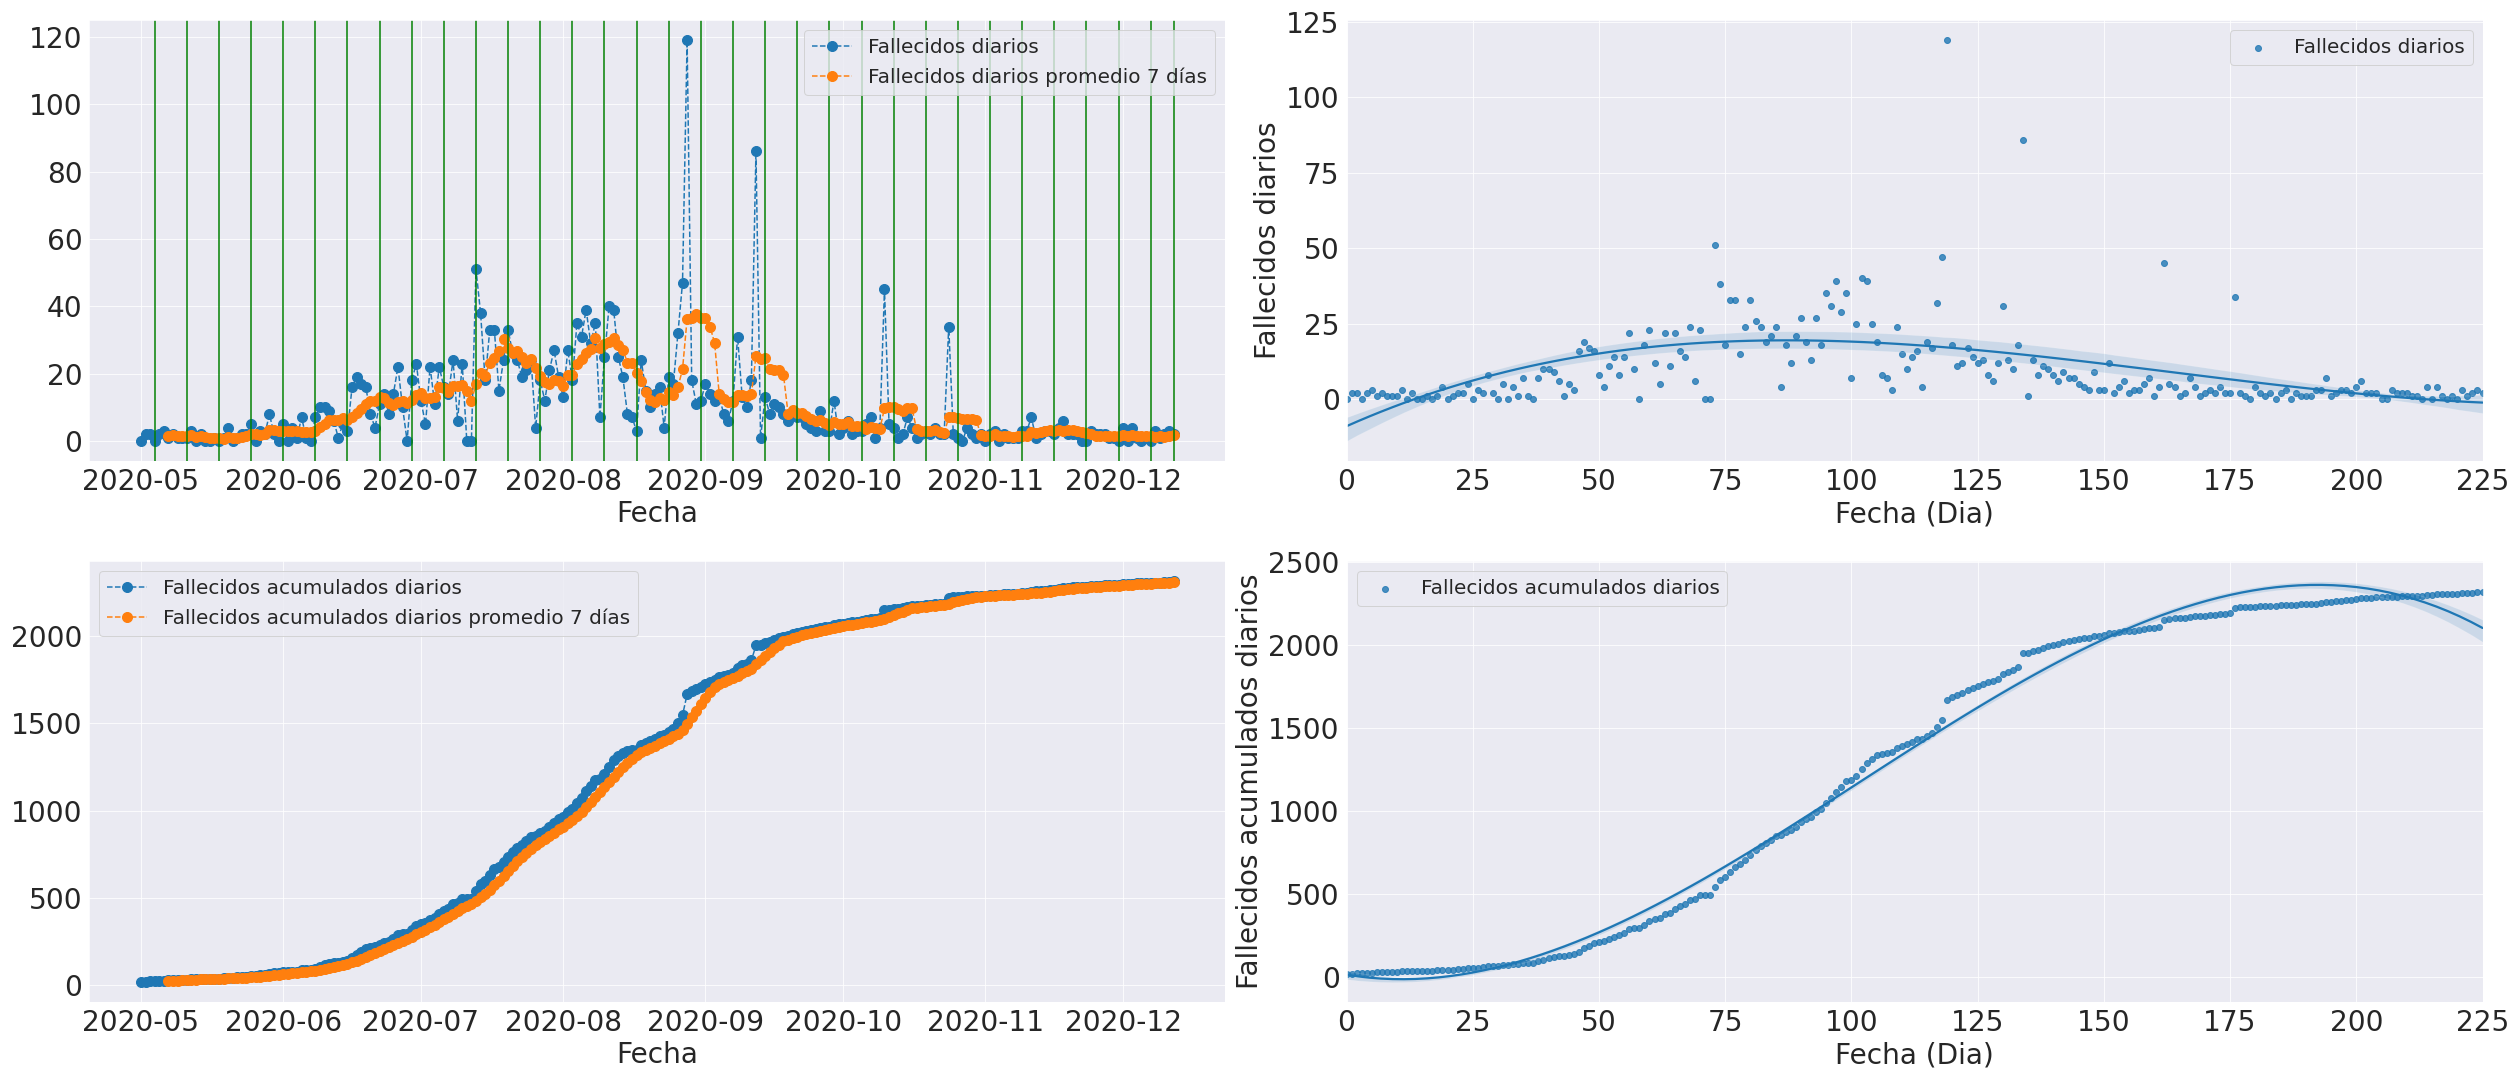 120
100
80
60
40
20
0
Fallecidos diarios
Fallecidos diarios promedio 7 días
2020-05 2020-06 2020-07 2020-08 2020-09 2020-10 2020-11 2020-12
Fecha
125
100
75
50
25
0
Fallecidos diarios
Fallecidos diarios
0 25 50 75 100 125 150 175 200 225
Fecha (Dia)
2000
1500
1000
500
0
Fallecidos acumulados diarios
Fallecidos acumulados diarios promedio 7 días
2020-05 2020-06 2020-07 2020-08 2020-09 2020-10 2020-11 2020-12
Fecha
2500
2000
1500
1000
500
0
Fallecidos acumulados diarios
Fallecidos acumulados diarios
0 25 50 75 100 125 150 175 200 225
Fecha (Dia)